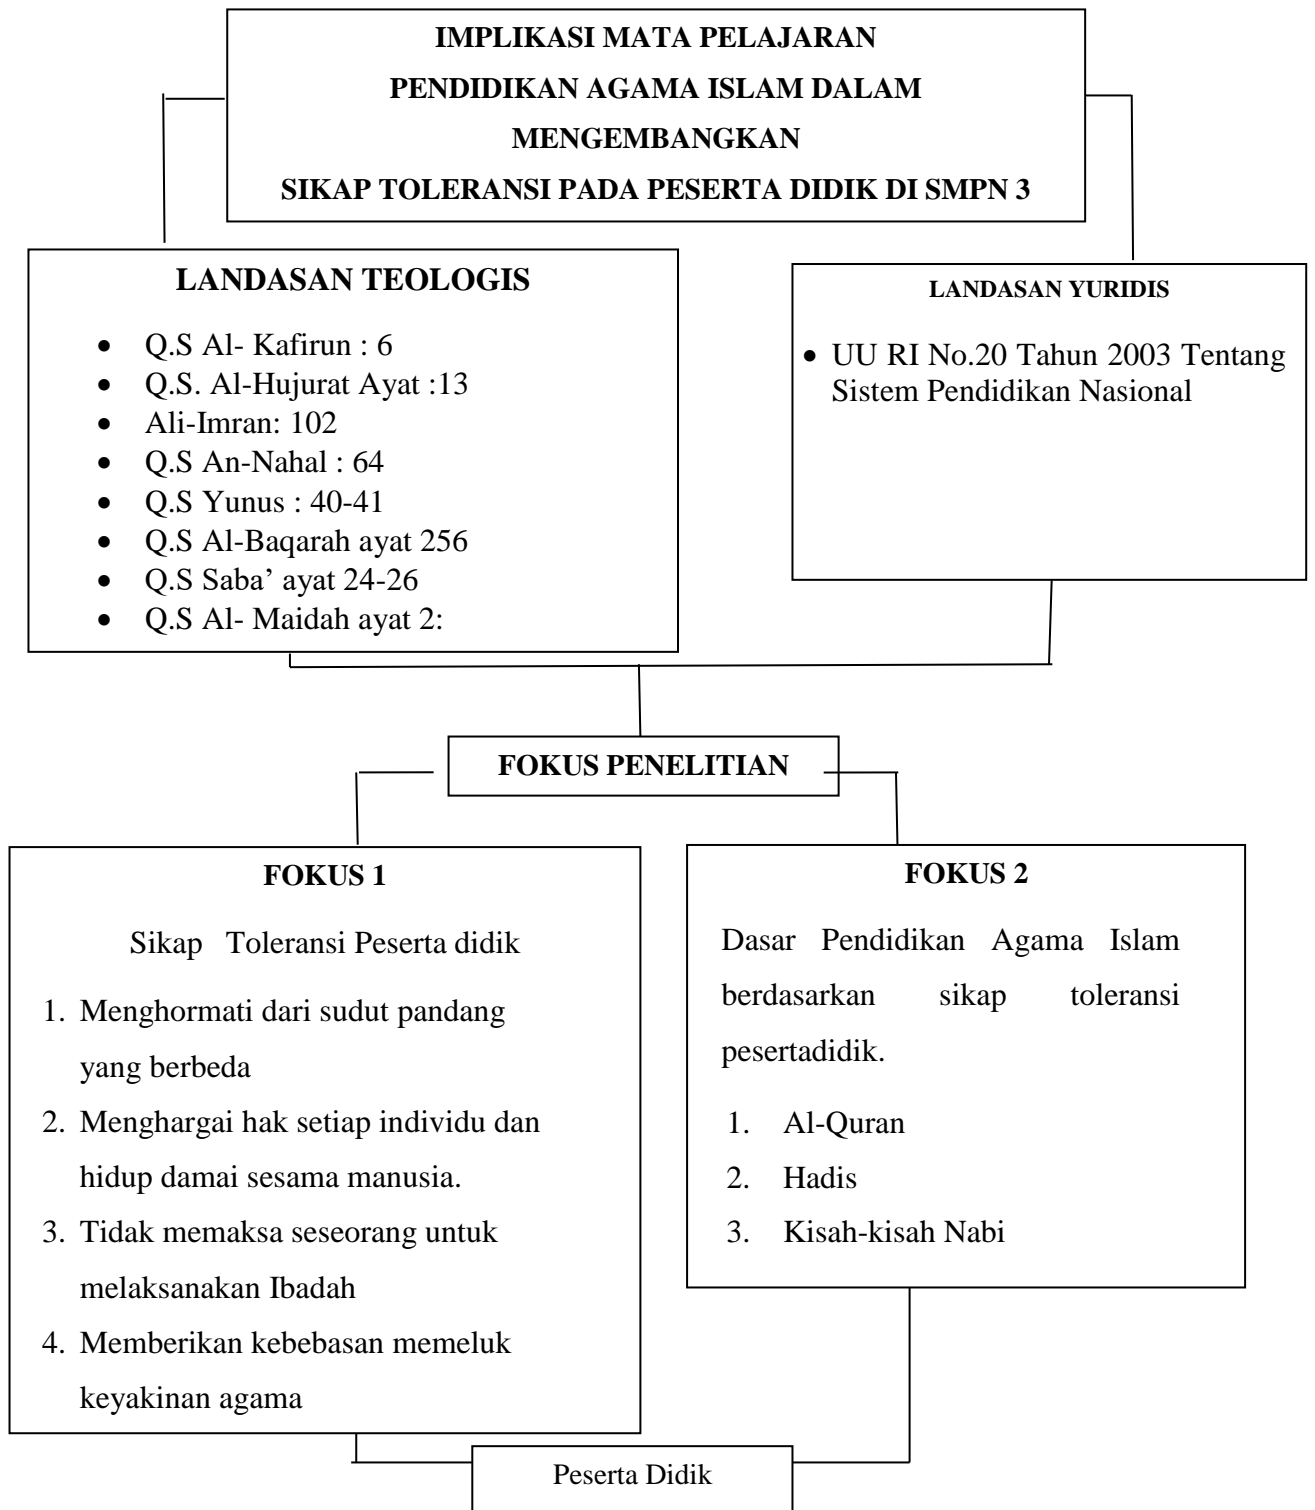 IMPLIKASI MATA PELAJARAN
PENDIDIKAN AGAMA ISLAM DALAM
MENGEMBANGKAN
SIKAP TOLERANSI PADA PESERTA DIDIK DI SMPN 3
LANDASAN TEOLOGIS
• Q.S Al- Kafirun : 6
• Q.S. Al-Hujurat Ayat :13
• Ali-Imran: 102
• Q.S An-Nahal : 64
• Q.S Yunus : 40-41
• Q.S Al-Baqarah ayat 256
• Q.S Saba’ ayat 24-26
• Q.S Al- Maidah ayat 2:
LANDASAN YURIDIS
• UU RI No.20 Tahun 2003 Tentang
Sistem Pendidikan Nasional
FOKUS PENELITIAN
FOKUS 1
Sikap Toleransi Peserta didik
1. Menghormati dari sudut pandang
yang berbeda
2. Menghargai hak setiap individu dan
hidup damai sesama manusia.
3. Tidak memaksa seseorang untuk
melaksanakan Ibadah
4. Memberikan kebebasan memeluk
keyakinan agama
FOKUS 2
Dasar Pendidikan Agama Islam
berdasarkan sikap toleransi
pesertadidik.
1. Al-Quran
2. Hadis
3. Kisah-kisah Nabi
Peserta Didik